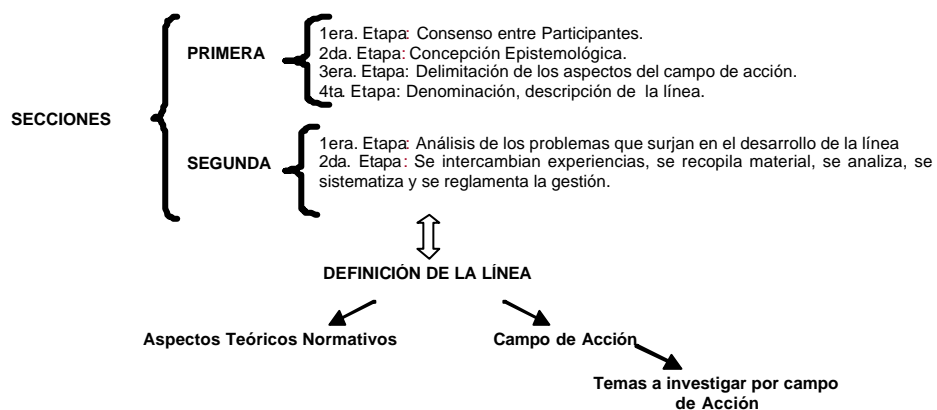 1era. Etapa: Consenso entre Participantes.
PRIMERA
2da. Etapa: Concepción Epistemológica.
3era. Etapa: Delimitación de los aspectos del campo de acción.
4ta. Etapa: Denominación, descripción de la línea.
SECCIONES
1era. Etapa: Análisis de los problemas que surjan en el desarrollo de la línea
SEGUNDA
2da. Etapa: Se intercambian experiencias, se recopila material, se analiza, se
sistematiza y se reglamenta la gestión.
DEFINICIÓN DE LA LÍNEA
Aspectos Teóricos Normativos
Campo de Acción
Temas a investigar por campo
de Acción